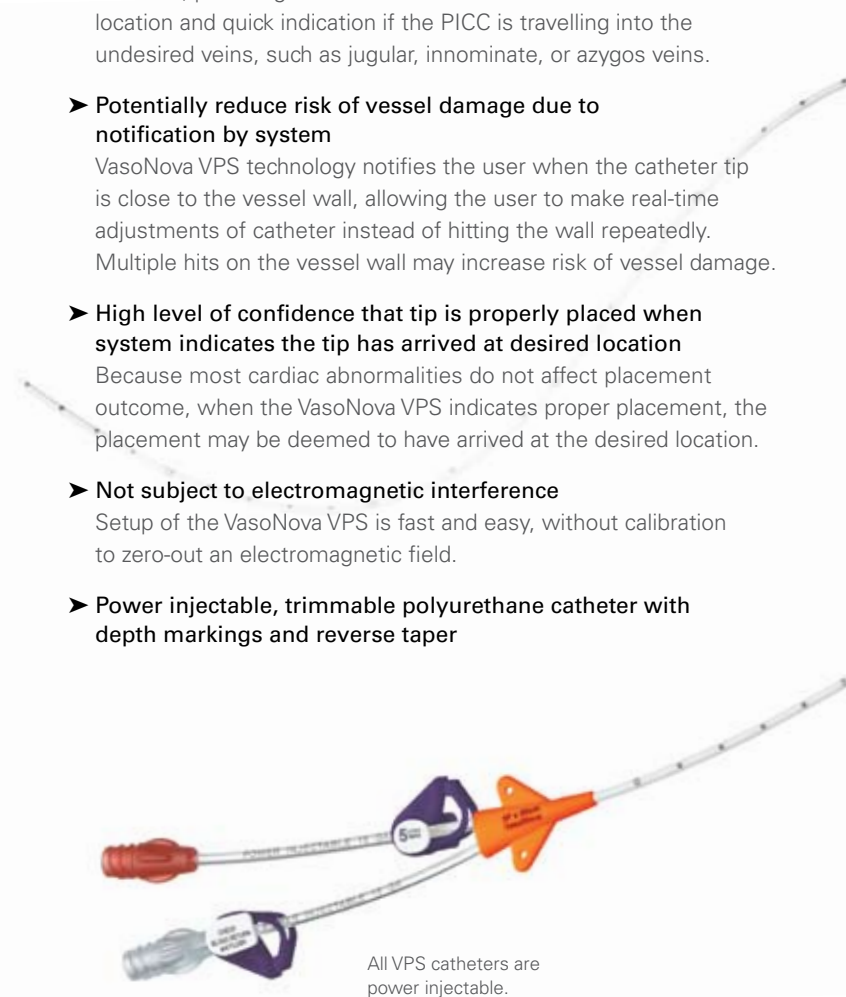 location and quick indication if the PICC is travelling into the
undesired veins, such as jugular, innominate, or azygos veins.
➤ Potentially reduce risk of vessel damage due to
notification by system
VasoNova VPS technology notifies the user when the catheter tip
is close to the vessel wall, allowing the user to make real-time
adjustments of catheter instead of hitting the wall repeatedly.
Multiple hits on the vessel wall may increase risk of vessel damage.
➤ High level of confidence that tip is properly placed when
system indicates the tip has arrived at desired location
Because most cardiac abnormalities do not affect placement
outcome, when the VasoNova VPS indicates proper placement, the
placement may be deemed to have arrived at the desired location.
➤ Not subject to electromagnetic interference
Setup of the VasoNova VPS is fast and easy, without calibration
to zero-out an electromagnetic field.
➤ Power injectable, trimmable polyurethane catheter with
depth markings and reverse taper
5
POWER INJECTABLE
INJECTABLE
All VPS catheters are
power injectable.